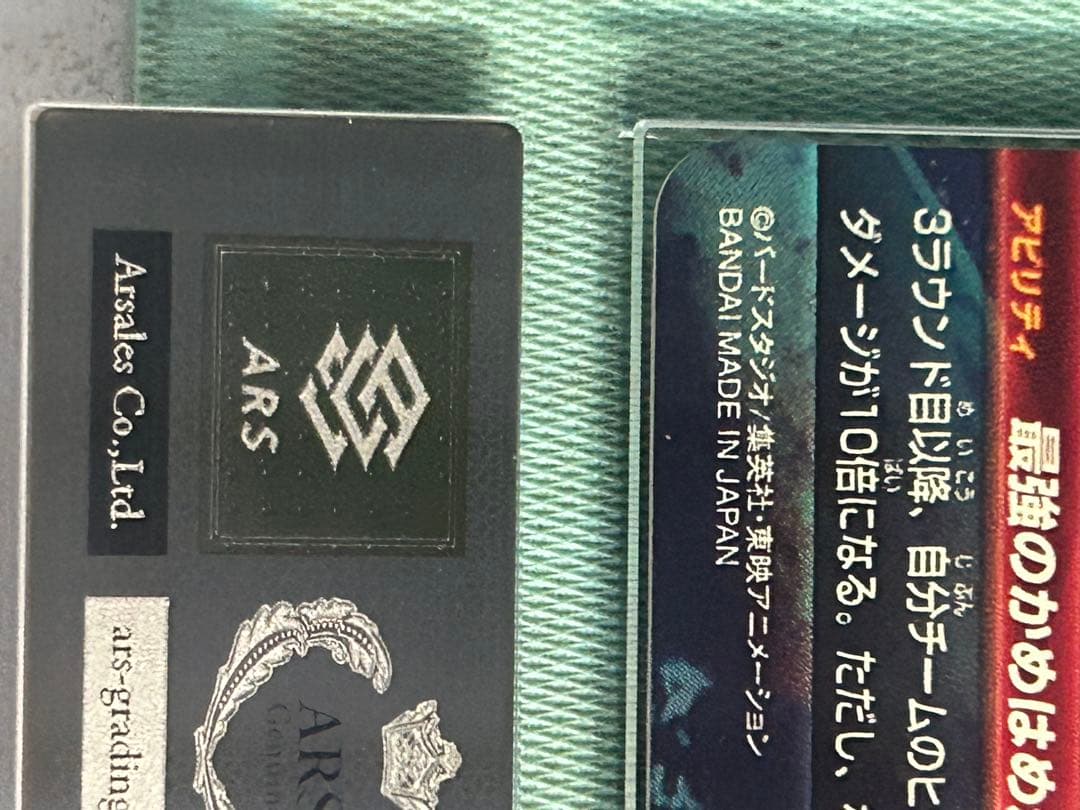 アビリティ 最強のかめはめ
3ラウンド目以降、自分チームのヒ
ダメージが10倍になる。ただし、
©バードスタジオ/集英社・東映アニメーション
BANDAI MADE IN JAPAN
ARS
Arsales Co.,Ltd.
ARS
ars-grading